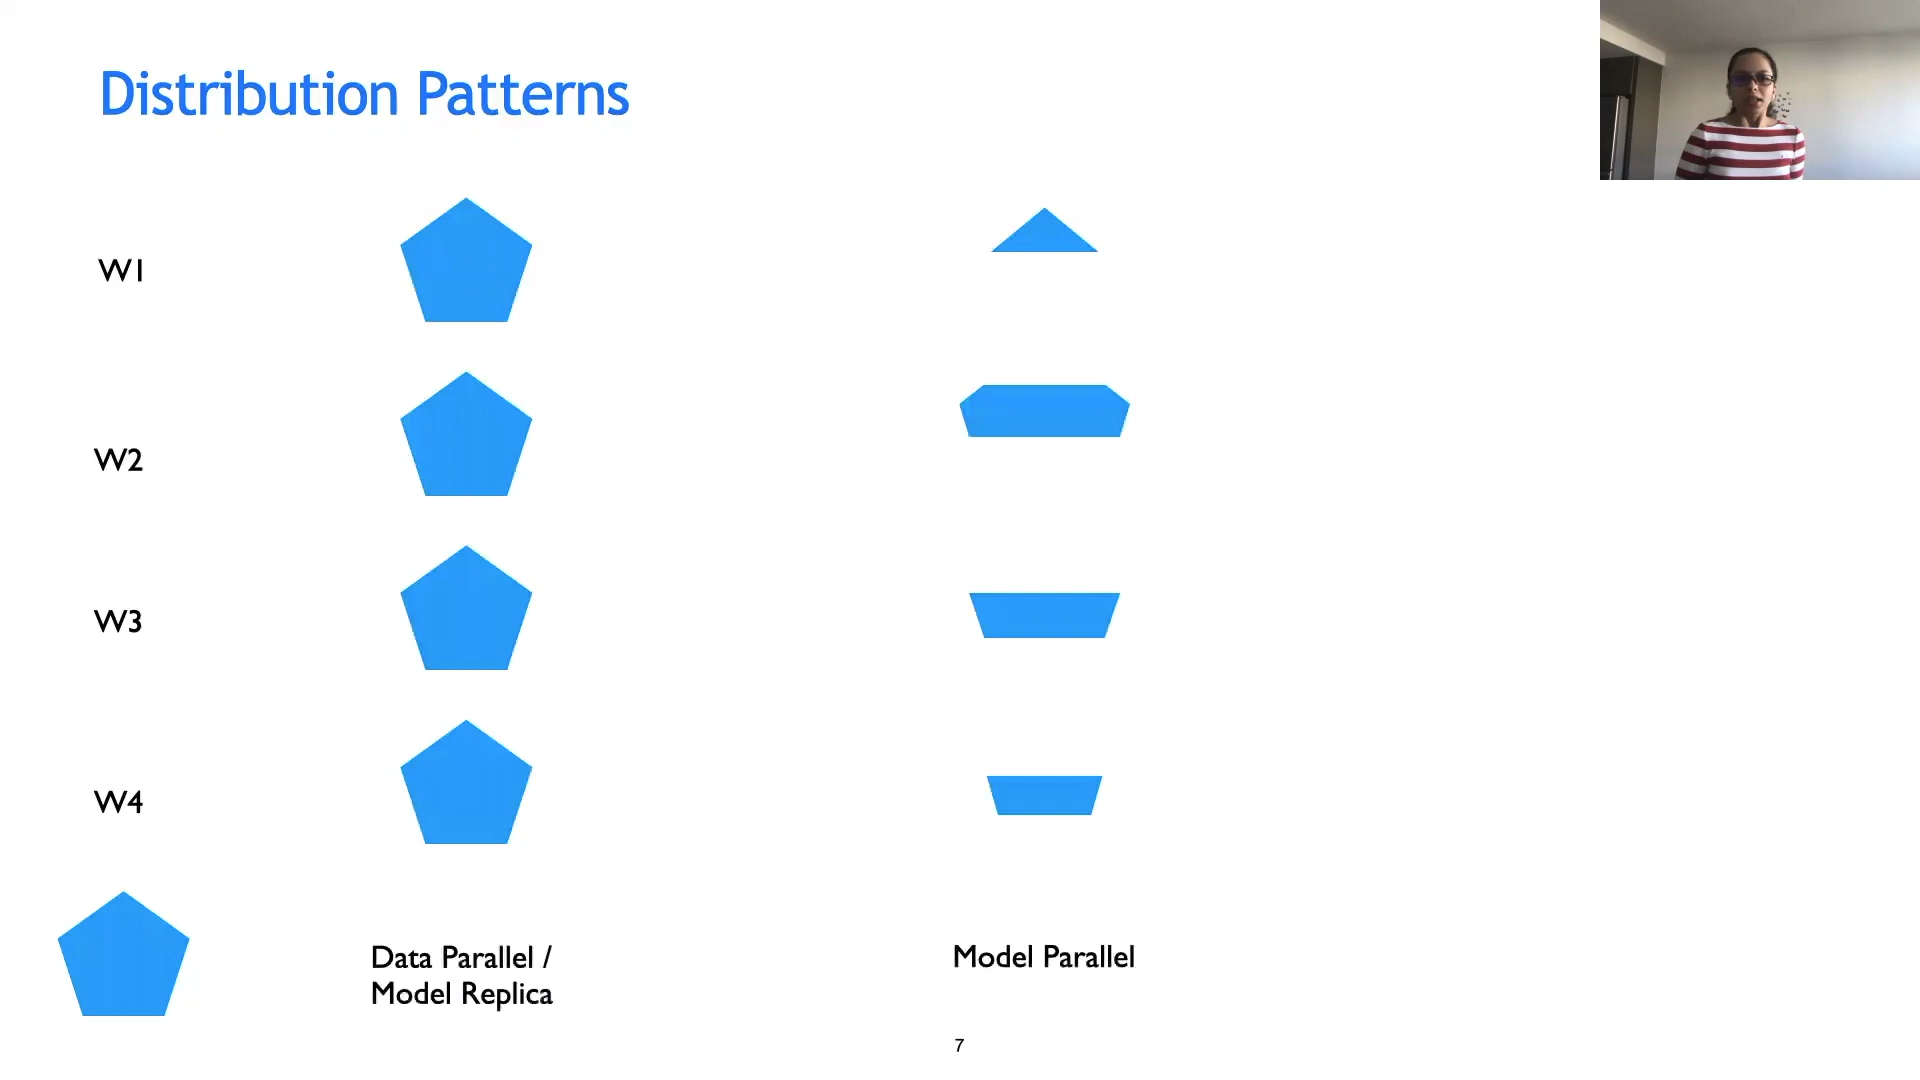 Distribution Patterns
W1
W2
W3
W4
Data Parallel /
Model Replica
Model Parallel
7